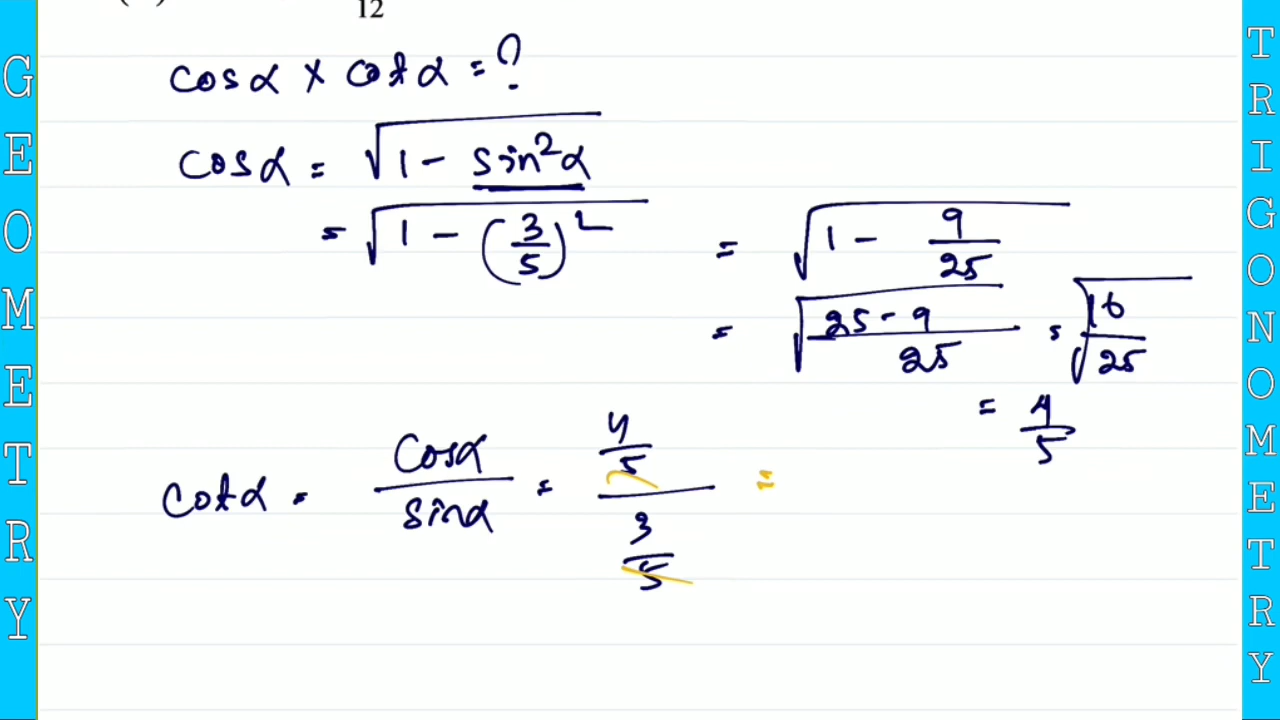 12
cosα × cotα = ?
cosα = √(1 - sin²α)
= √(1 - (3/5)²) = √(1 - 9/25)
= √((25 - 9)/25) = √(16/25)
= 4/5
cotα = cosα/sinα = (4/5)/(3/5) =
GEOMETRY
TRIGONOMETRY